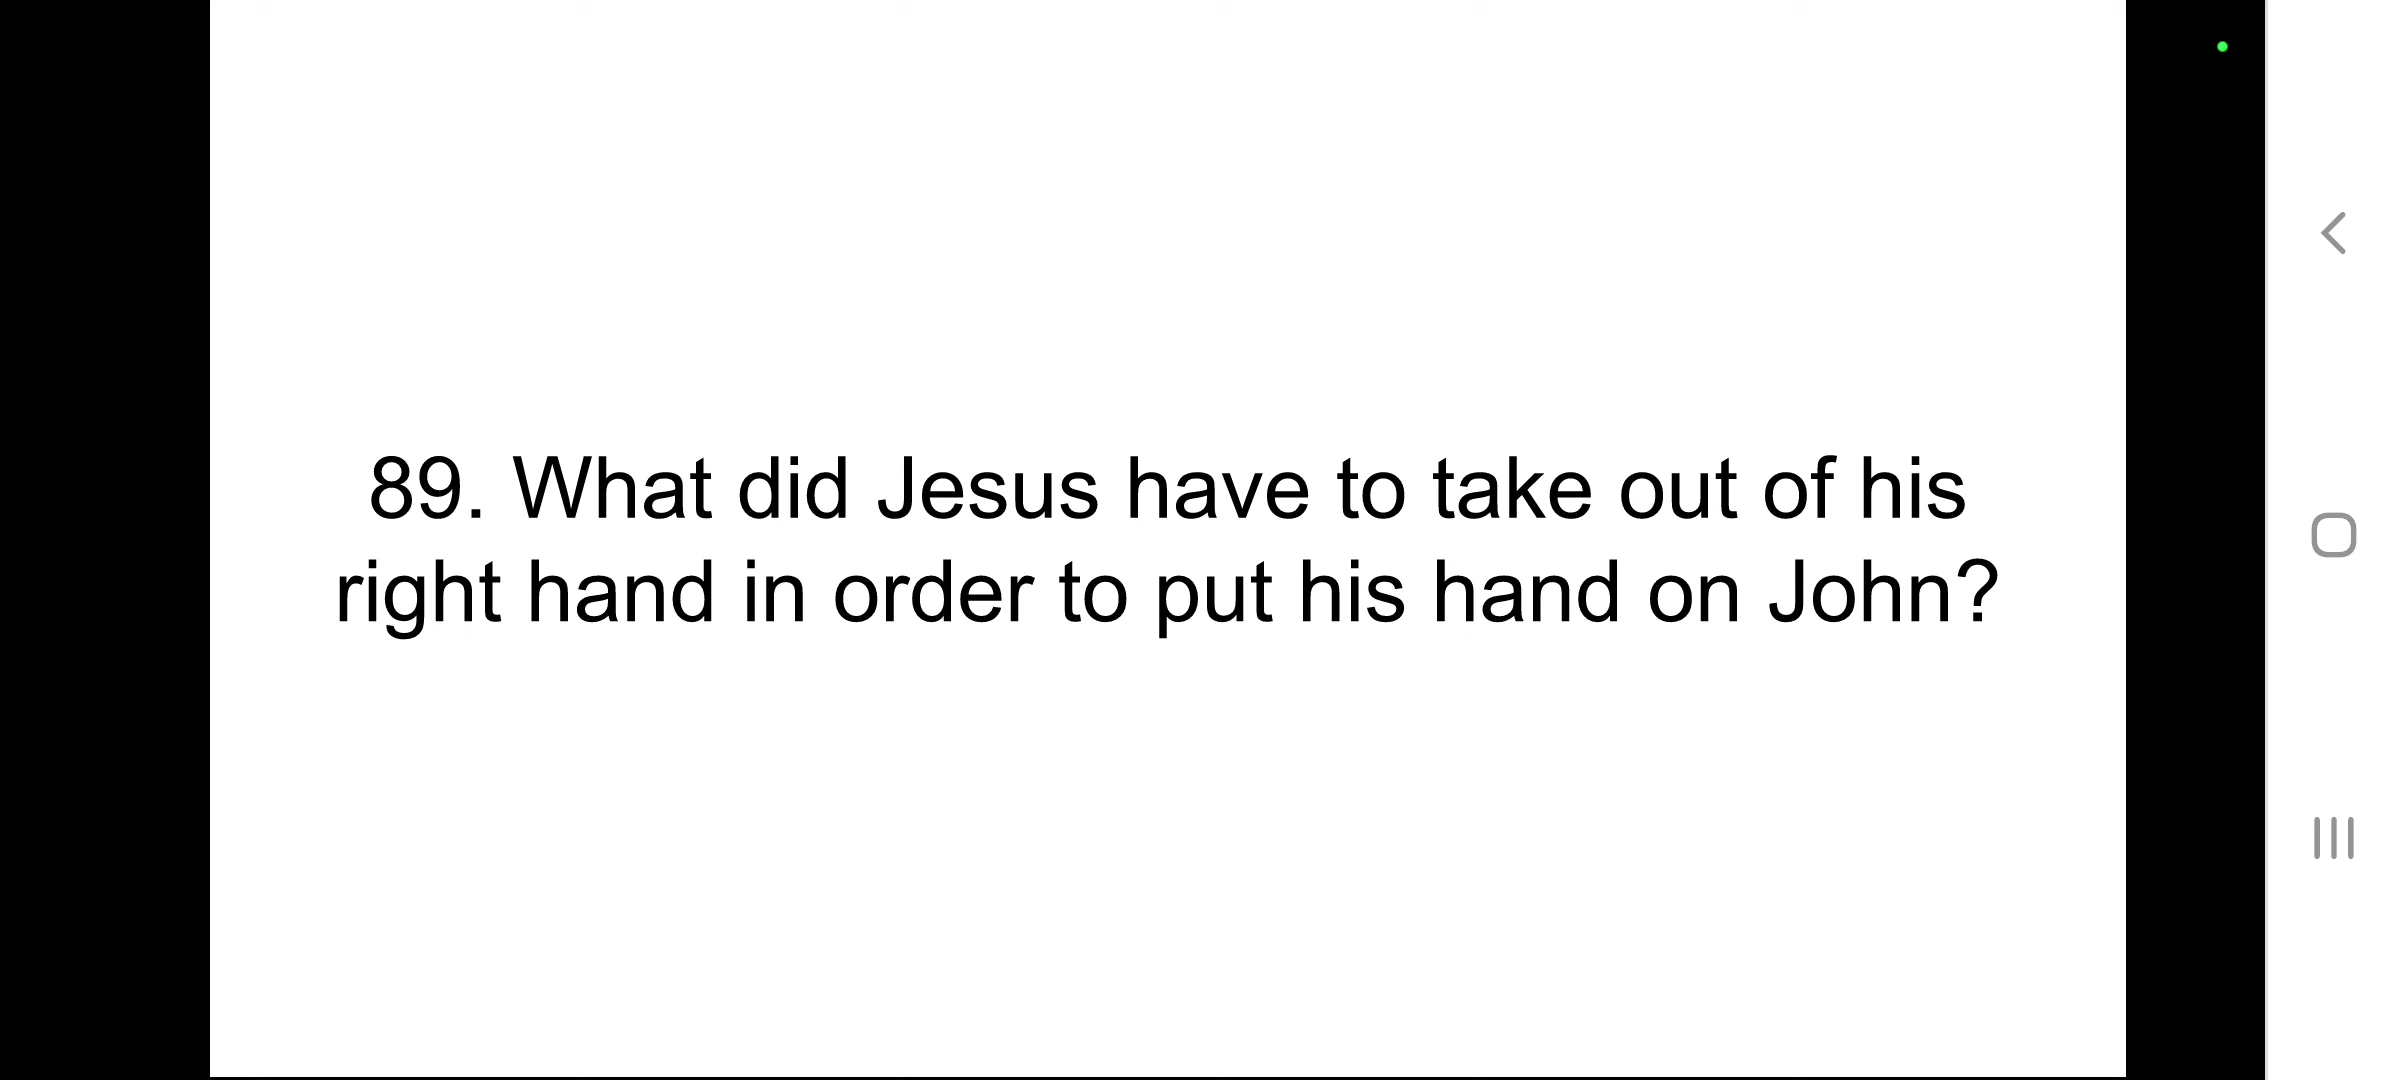 89. What did Jesus have to take out of his
right hand in order to put his hand on John?